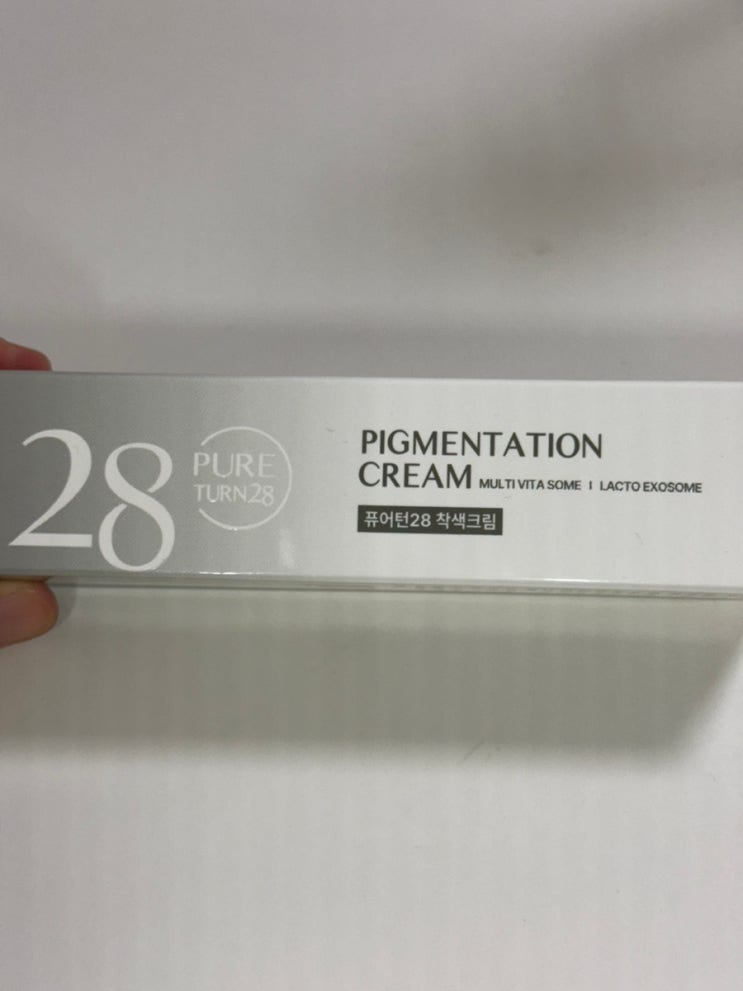 28
PURE
TURN28
PIGMENTATION
CREAM MULTI VITA SOME I LACTO EXOSOME
퓨어턴28 착색크림